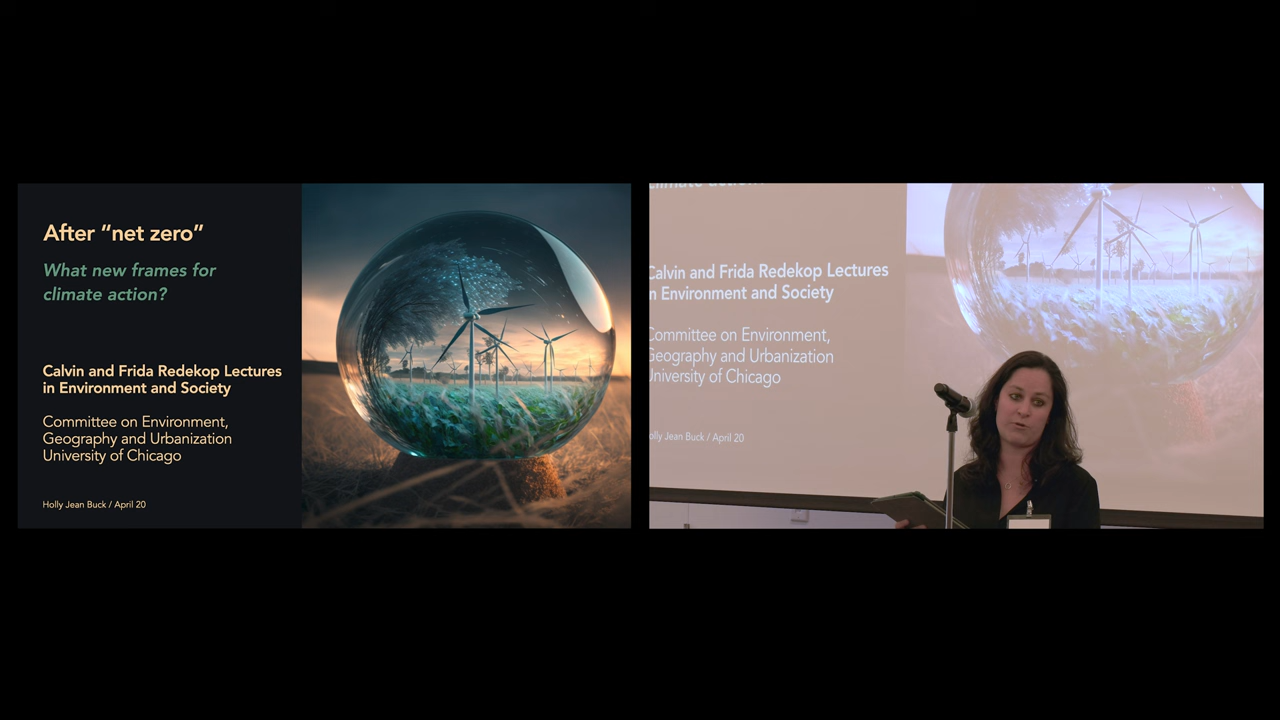 After “net zero”
What new frames for
climate action?
Calvin and Frida Redekop Lectures
in Environment and Society
Committee on Environment,
Geography and Urbanization
University of Chicago
Holly Jean Buck / April 20
climate action?
Calvin and Frida Redekop Lectures
n Environment and Society
Committee on Environment,
Geography and Urbanization
University of Chicago
olly Jean Buck / April 20